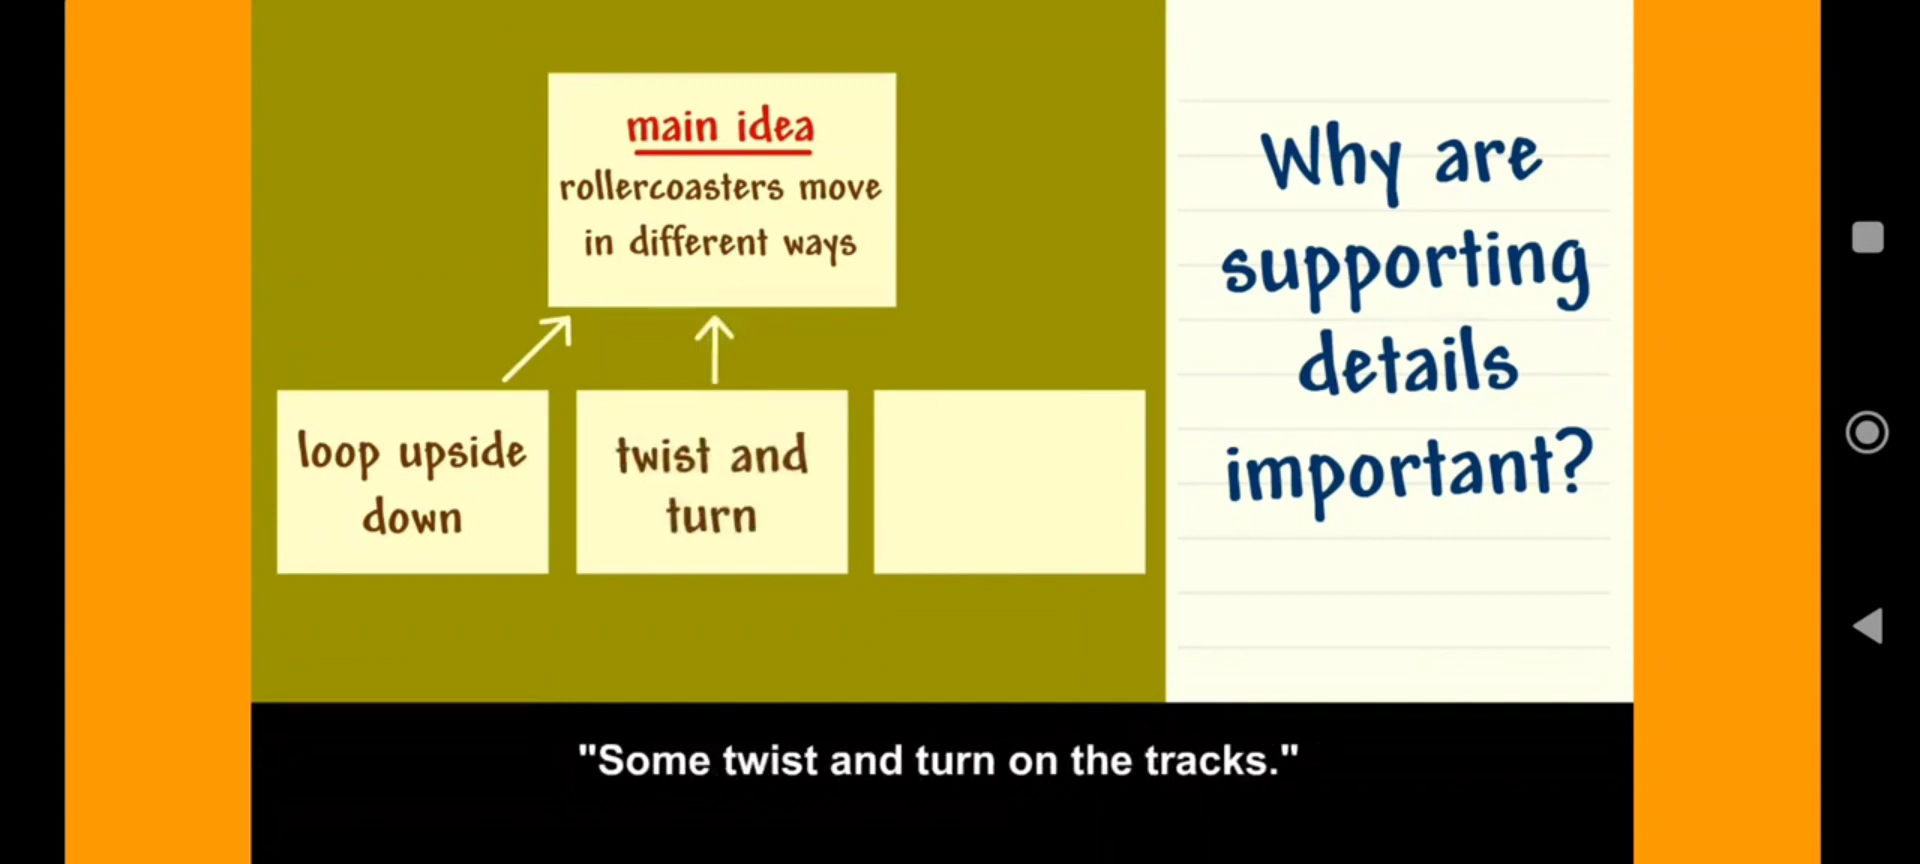 main idea
rollercoasters move
in different ways
loop upside
down
twist and
turn
Why are
supporting
details
important?
"Some twist and turn on the tracks."